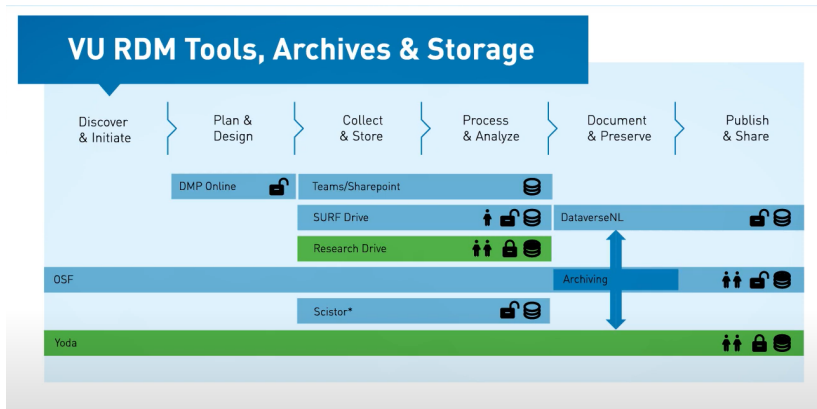 VU RDM Tools, Archives & Storage
Discover
& Initiate
Plan &
Design
Collect
& Store
Process
& Analyze
Document
& Preserve
Publish
& Share
DMP Online
Teams/Sharepoint
SURF Drive
DataverseNL
Research Drive
OSF
Archiving
Scistor*
Yoda